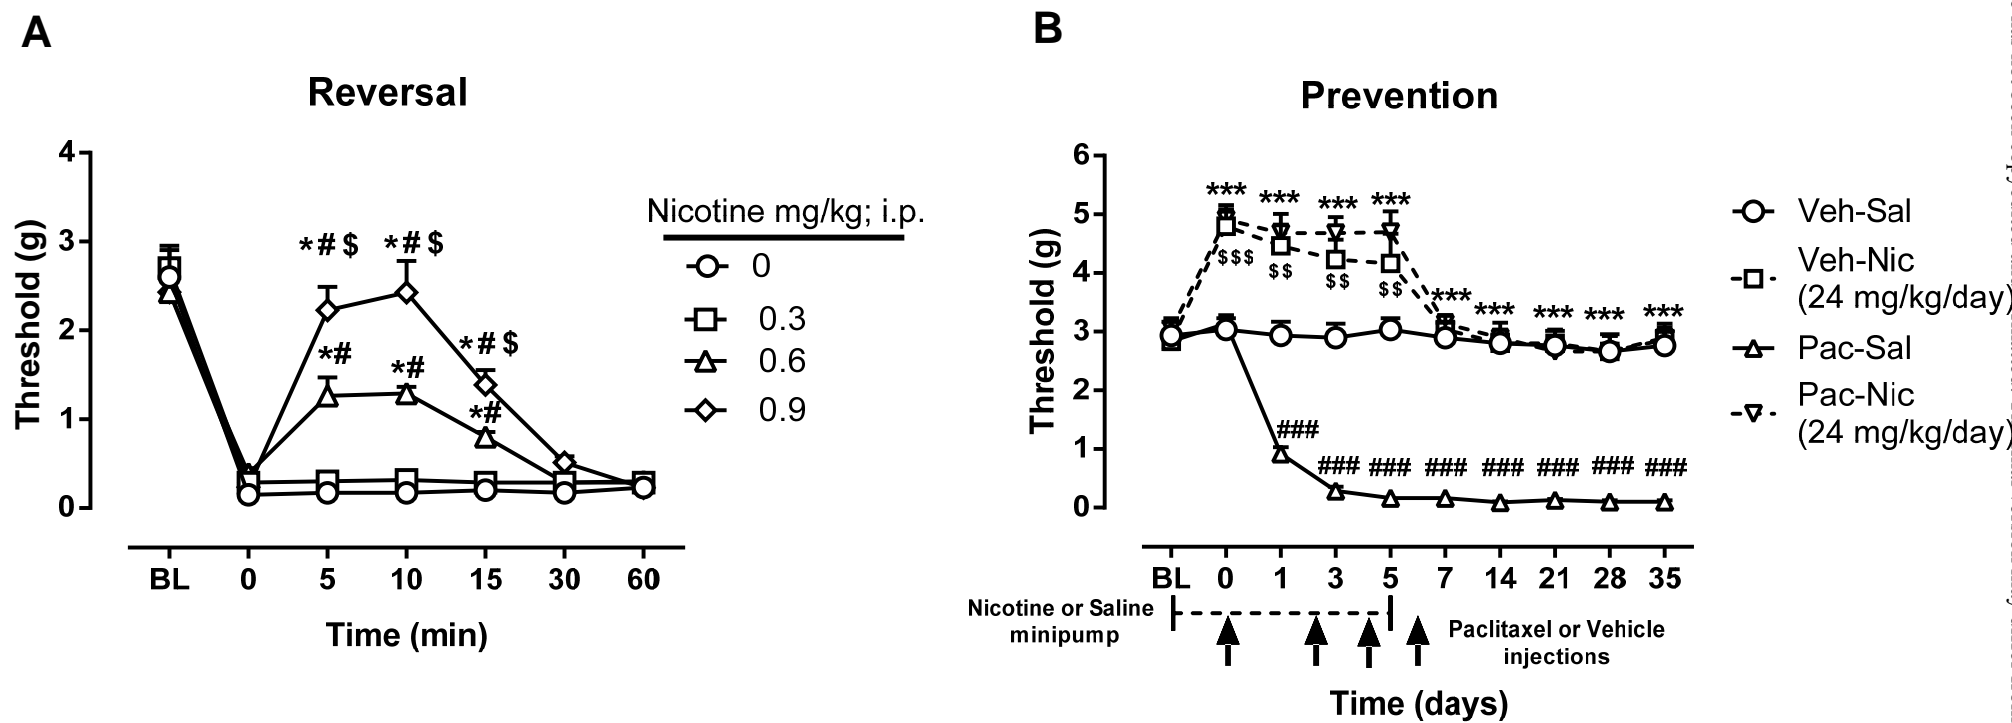 A
Reversal
4
3
2
1
0
Threshold (g)
*#$
*#$
*#$
*#
*#
*#
BL 0 5 10 15 30 60
Time (min)
Nicotine mg/kg; i.p.
0
0.3
0.6
0.9
B
Prevention
6
5
4
3
2
1
0
Threshold (g)
*** *** *** ***
$$$ $$ $$ $$
*** *** *** *** ***
###
### ### ### ### ### ### ###
BL 0 1 3 5 7 14 21 28 35
Nicotine or Saline
minipump
Paclitaxel or Vehicle
injections
Time (days)
Veh-Sal
Veh-Nic
(24 mg/kg/day)
Pac-Sal
Pac-Nic
(24 mg/kg/day)